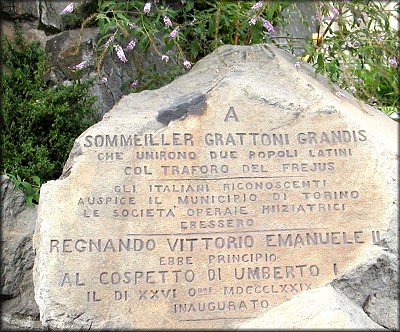 A
SOMMEILLER GRATTONI GRANDIS
CHE UNIRONO DUE POPOLI LATINI
COL TRAFORO DEL FREJUS
GLI ITALIANI RICONOSCENTI
AUSPICE IL MUNICIPIO DI TORINO
LE SOCIETÀ OPERAIE INIZIATRICI
ERESSERO
REGNANDO VITTORIO EMANUELE II
EBBE PRINCIPIO
AL COSPETTO DI UMBERTO I
IL DI XXVI OBRE MDCCCLXXIX
INAUGURATO